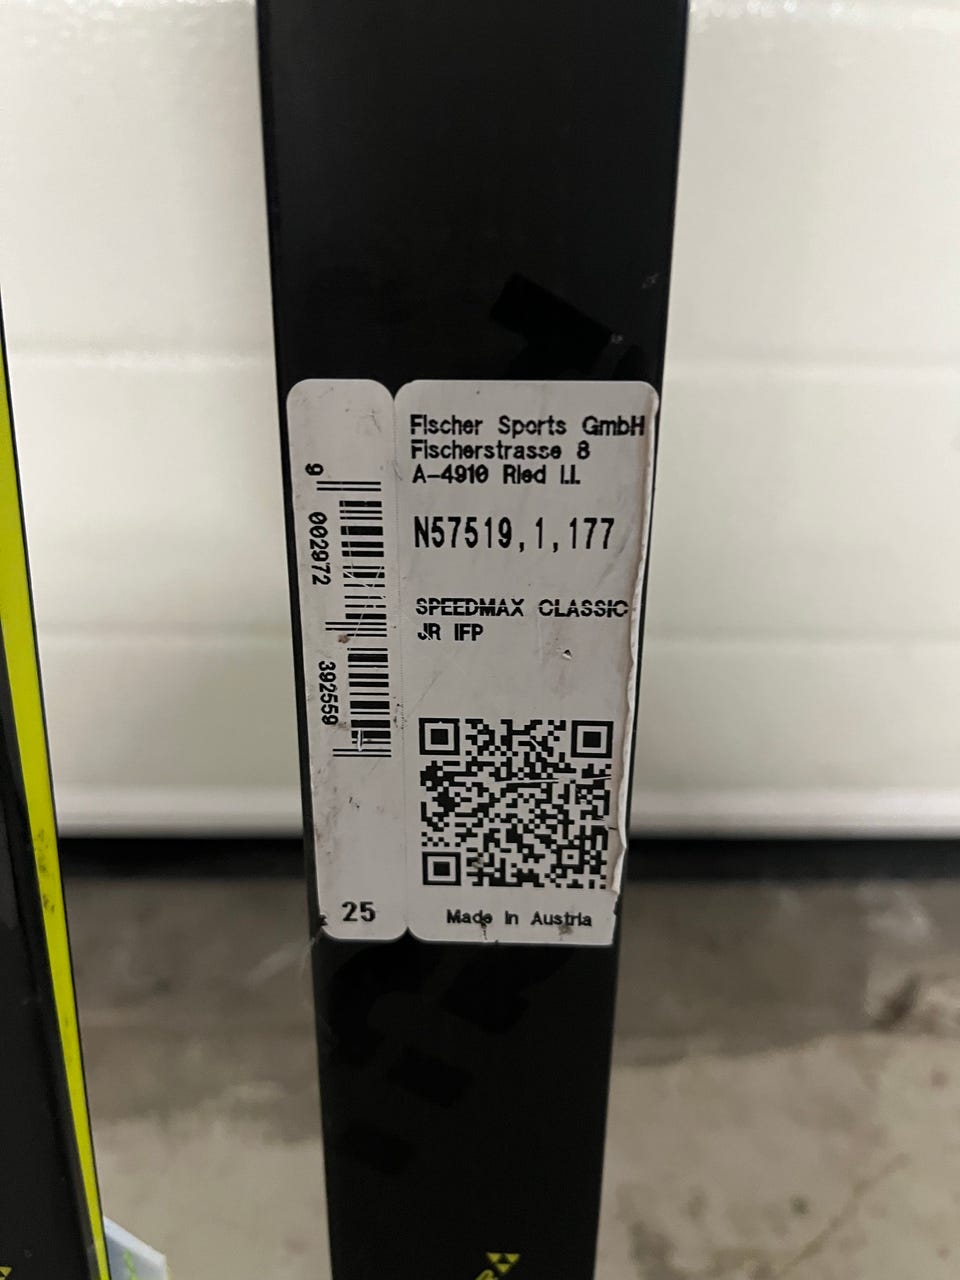 Fischer Sports GmbH
Fischerstrasse 8
A-4910 Ried i.I.
N57519,1,177
SPEEDMAX CLASSIC
JR IFP
9 002972 392559
25
Made in Austria